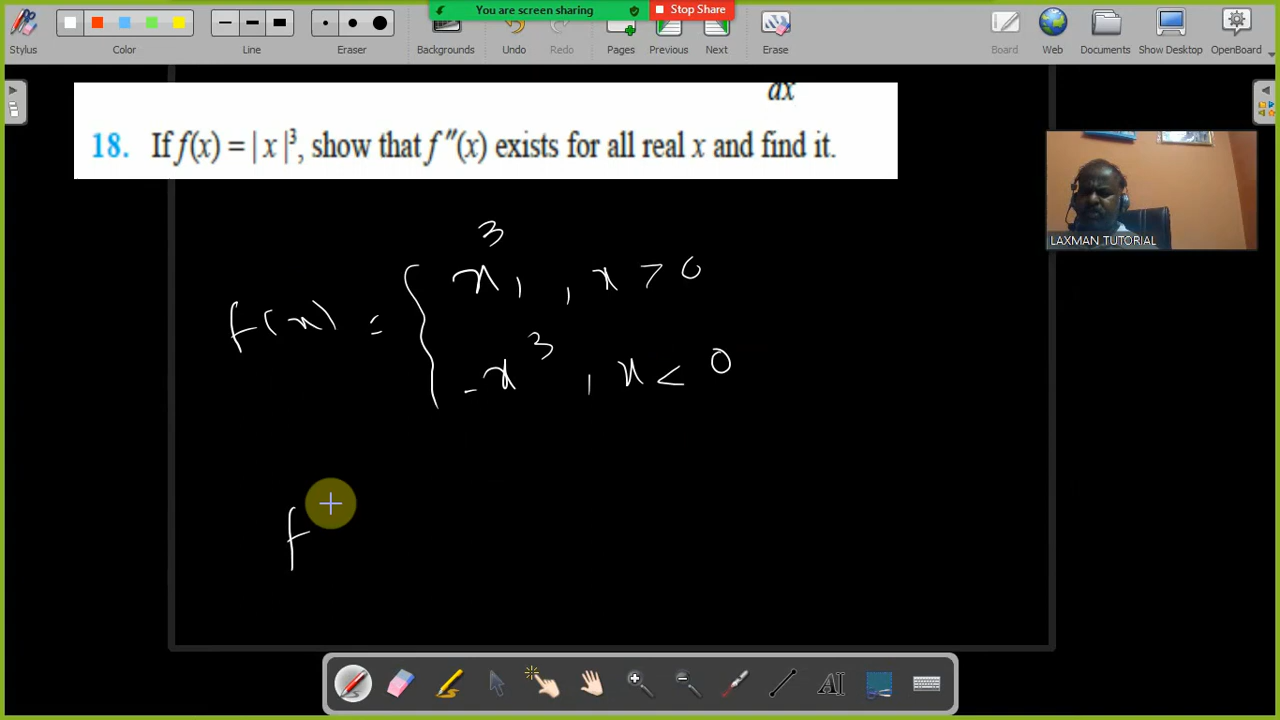 You are screen sharing Stop Share
Stylus Color Line Eraser Backgrounds Undo Redo Pages Previous Next Erase Board Web Documents Show Desktop OpenBoard
dx
18. If f(x) = | x |³, show that f ″(x) exists for all real x and find it.
LAXMAN TUTORIAL
f(x) = { x³, , x > 0
-x³ , x < 0
f
AI